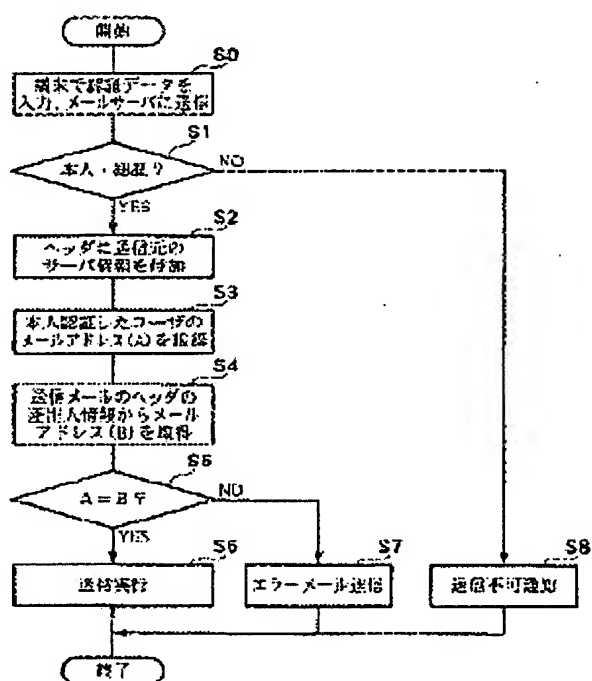 開始
S0
端末で認証データを
入力、メールサーバに送信
S1
本人・認証?
NO
YES
S2
ヘッダに送信元の
サーバ情報を付加
S3
本人認証したユーザの
メールアドレス(A)を取得
S4
送信メールのヘッダの
差出人情報からメール
アドレス(B)を取得
S5
A=B?
NO
YES
S6
送信実行
S7
エラーメール送信
S8
送信不可通知
終了